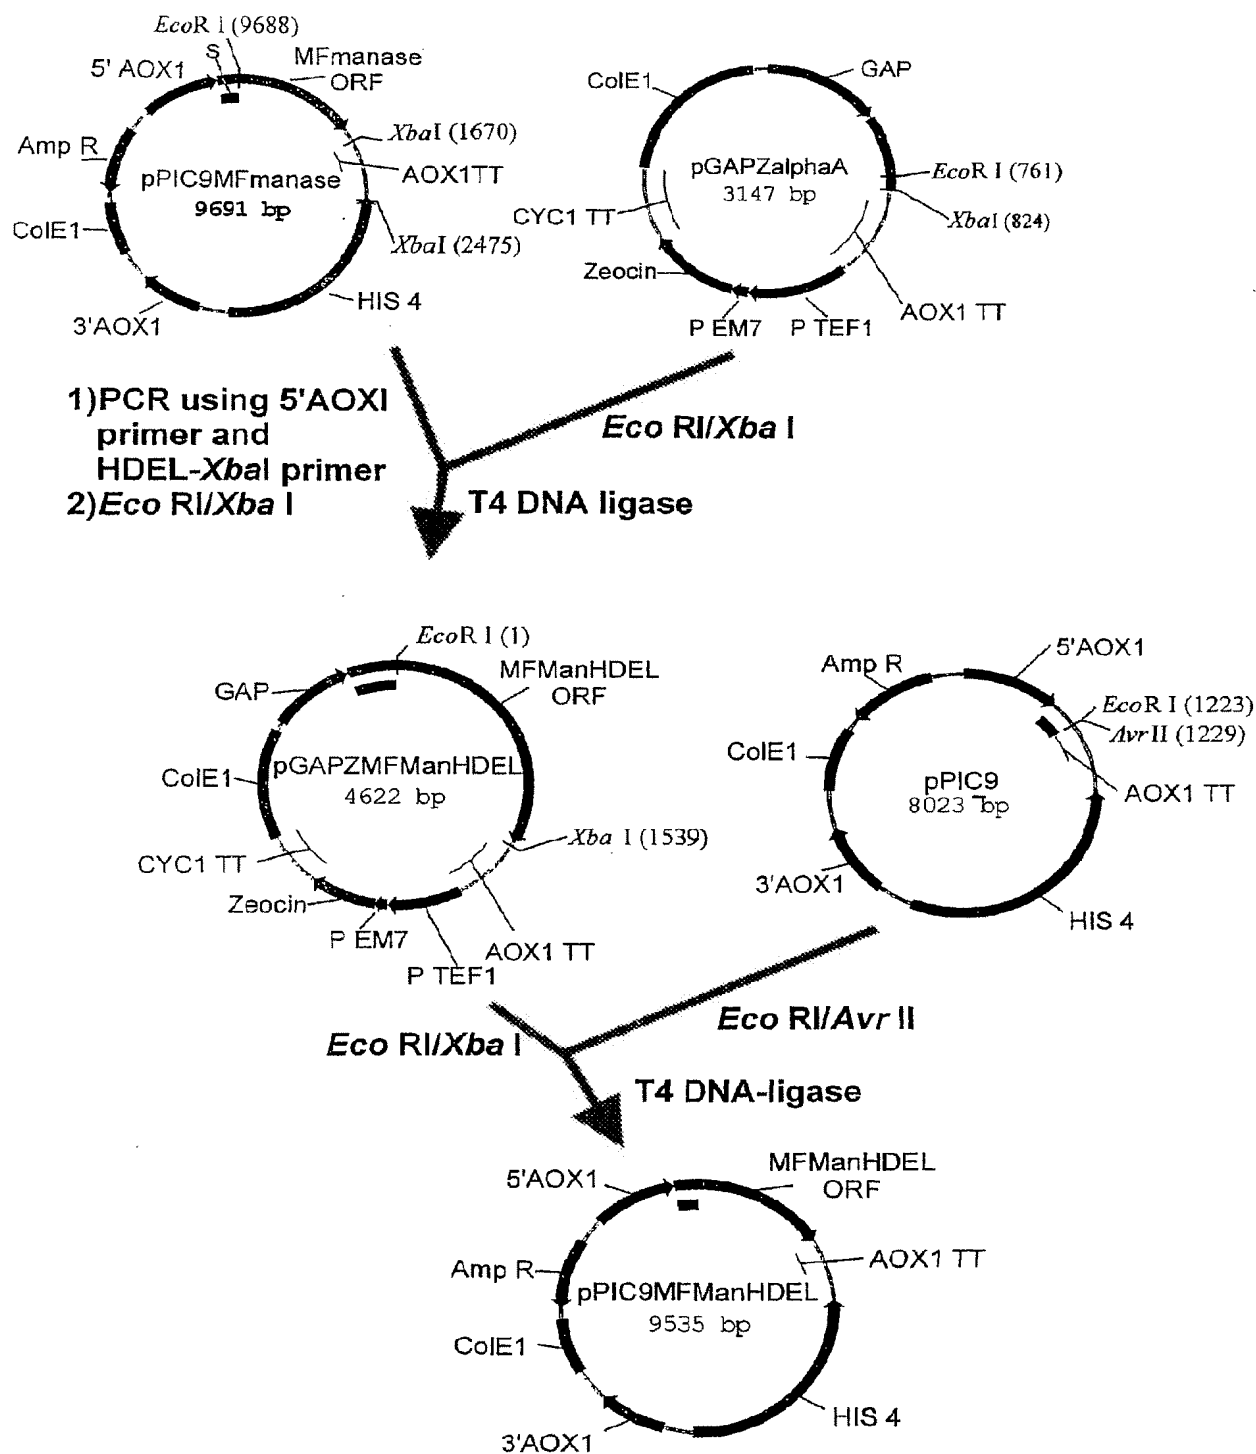 EcoR I (9688)
S
5' AOX1
MFmanase
ORF
Amp R
XbaI (1670)
AOX1TT
pPIC9MFmanase
9691 bp
ColE1
XbaI (2475)
HIS 4
3'AOX1
ColE1
GAP
pGAPZalphaA
3147 bp
EcoR I (761)
XbaI (824)
CYC1 TT
Zeocin
AOX1 TT
P EM7
P TEF1
1)PCR using 5'AOXI
primer and
HDEL-XbaI primer
2)Eco RI/Xba I
Eco RI/Xba I
T4 DNA ligase
EcoR I (1)
GAP
MFManHDEL
ORF
ColE1
pGAPZMFManHDEL
4622 bp
Xba I (1539)
CYC1 TT
Zeocin
P EM7
AOX1 TT
P TEF1
Amp R
5'AOX1
EcoR I (1223)
Avr II (1229)
ColE1
pPIC9
8023 bp
AOX1 TT
3'AOX1
HIS 4
Eco RI/Xba I
Eco RI/Avr II
T4 DNA-ligase
5'AOX1
MFManHDEL
ORF
Amp R
AOX1 TT
pPIC9MFManHDEL
9535 bp
ColE1
HIS 4
3'AOX1